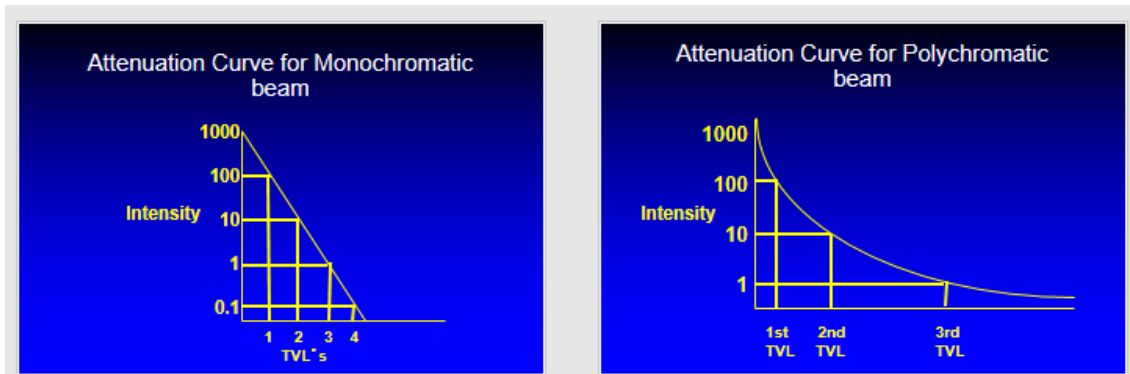 Attenuation Curve for Monochromatic
beam
1000
100
Intensity
10
1
0.1
1 2 3 4
TVL's
Attenuation Curve for Polychromatic
beam
1000
100
Intensity
10
1
1st 2nd 3rd
TVL TVL TVL